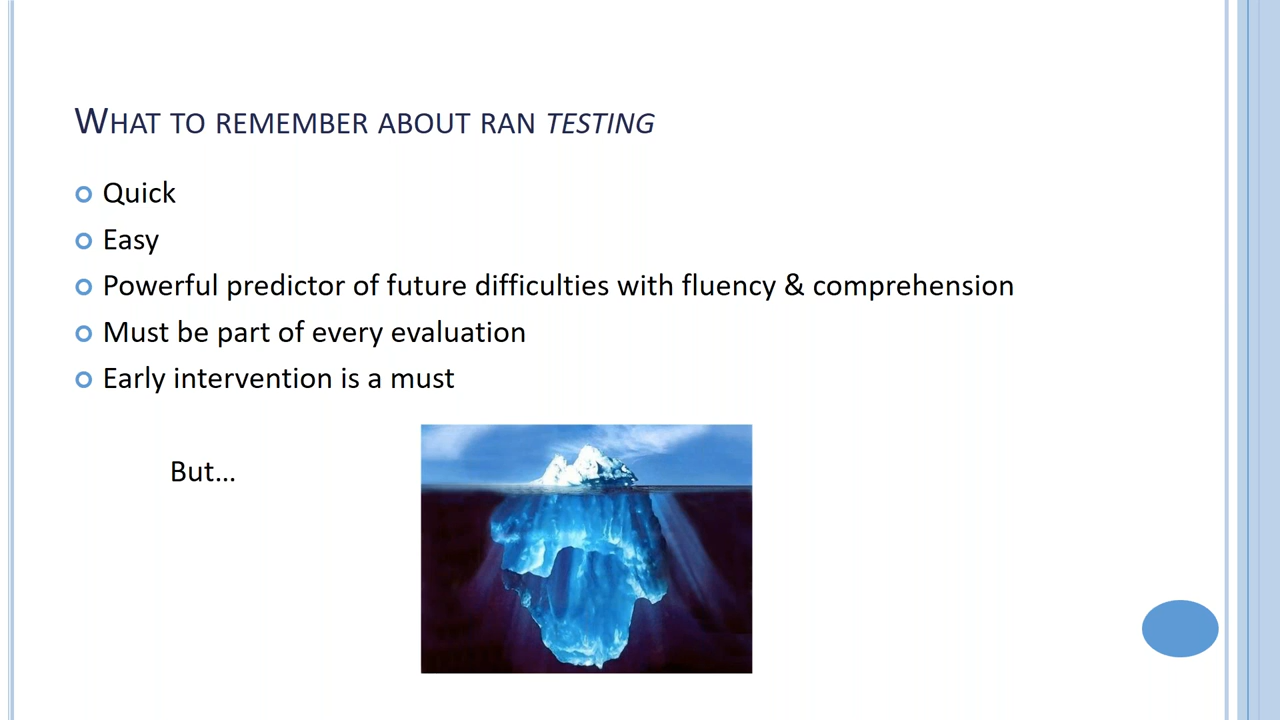 What to remember about ran testing
Quick
Easy
Powerful predictor of future difficulties with fluency & comprehension
Must be part of every evaluation
Early intervention is a must
But...